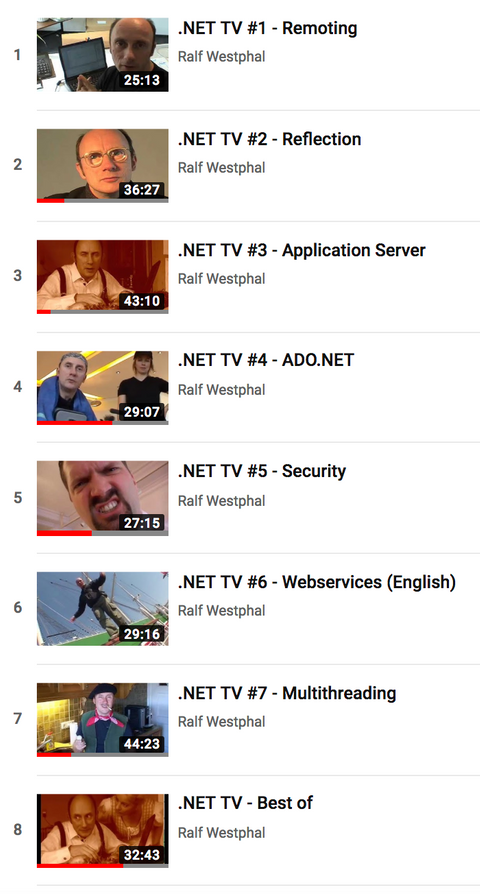 1
.NET TV #1 - Remoting
Ralf Westphal
25:13
2
.NET TV #2 - Reflection
Ralf Westphal
36:27
3
.NET TV #3 - Application Server
Ralf Westphal
43:10
4
.NET TV #4 - ADO.NET
Ralf Westphal
29:07
5
.NET TV #5 - Security
Ralf Westphal
27:15
6
.NET TV #6 - Webservices (English)
Ralf Westphal
29:16
7
.NET TV #7 - Multithreading
Ralf Westphal
44:23
8
.NET TV - Best of
Ralf Westphal
32:43